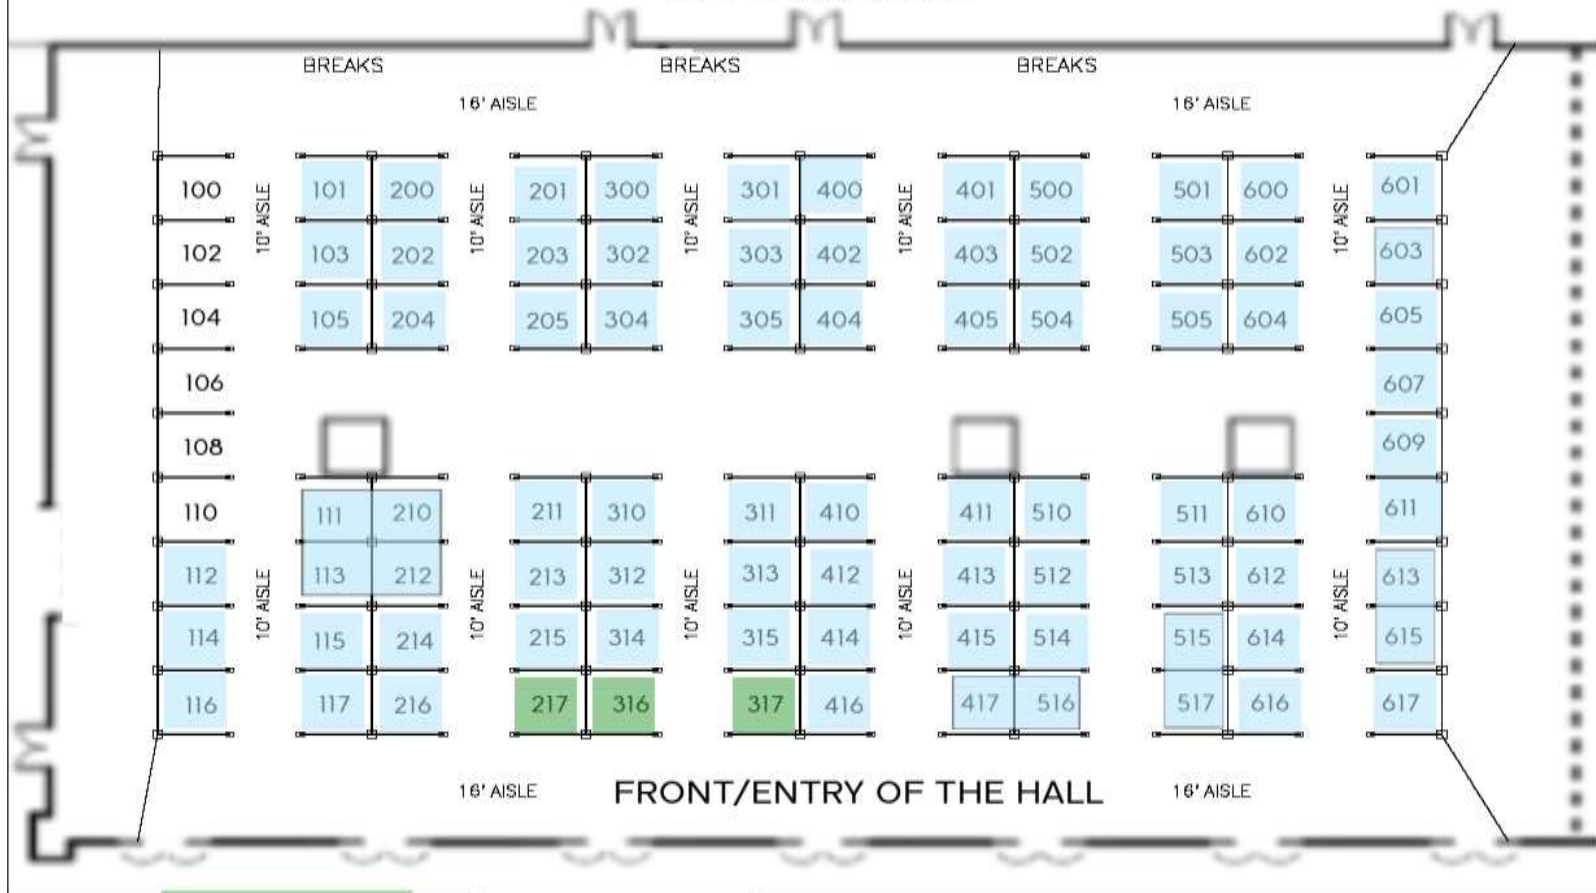 BREAKS BREAKS BREAKS
16' AISLE 16' AISLE
100 101 200 201 300 301 400 401 500 501 600 601
10' AISLE 10' AISLE 10' AISLE 10' AISLE 10' AISLE
102 103 202 203 302 303 402 403 502 503 602 603
104 105 204 205 304 305 404 405 504 505 604 605
106 607
108 609
110 111 210 211 310 311 410 411 510 511 610 611
112 113 212 213 312 313 412 413 512 513 612 613
10' AISLE 10' AISLE 10' AISLE 10' AISLE 10' AISLE
114 115 214 215 314 315 414 415 514 515 614 615
116 117 216 217 316 317 416 417 516 517 616 617
16' AISLE FRONT/ENTRY OF THE HALL 16' AISLE